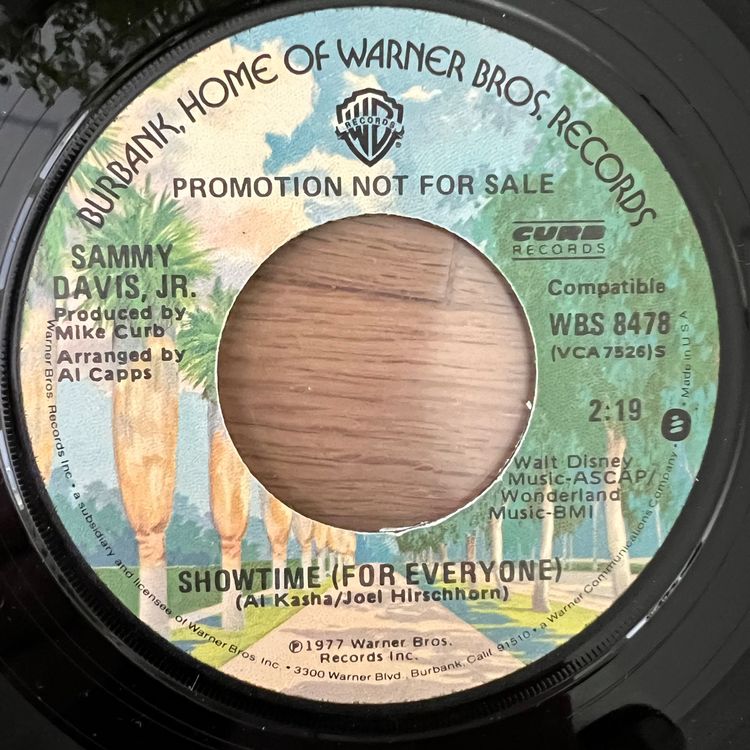 BURBANK, HOME OF WARNER BROS. RECORDS
WB
RECORDS
®
PROMOTION NOT FOR SALE
SAMMY
DAVIS, JR.
Produced by
Mike Curb
Arranged by
Al Capps
CURB
RECORDS
Compatible
WBS 8478
(VCA7526)S
2:19
Walt Disney
Music-ASCAP/
Wonderland
Music-BMI
SHOWTIME (FOR EVERYONE)
(Al Kasha/Joel Hirschhorn)
℗1977 Warner Bros.
Records Inc.
Warner Bros Records Inc. • a subsidiary and licensee of Warner Bros Inc. • 3300 Warner Blvd., Burbank, Calif. 91510 • a Warner Communications Company • Made in U S A